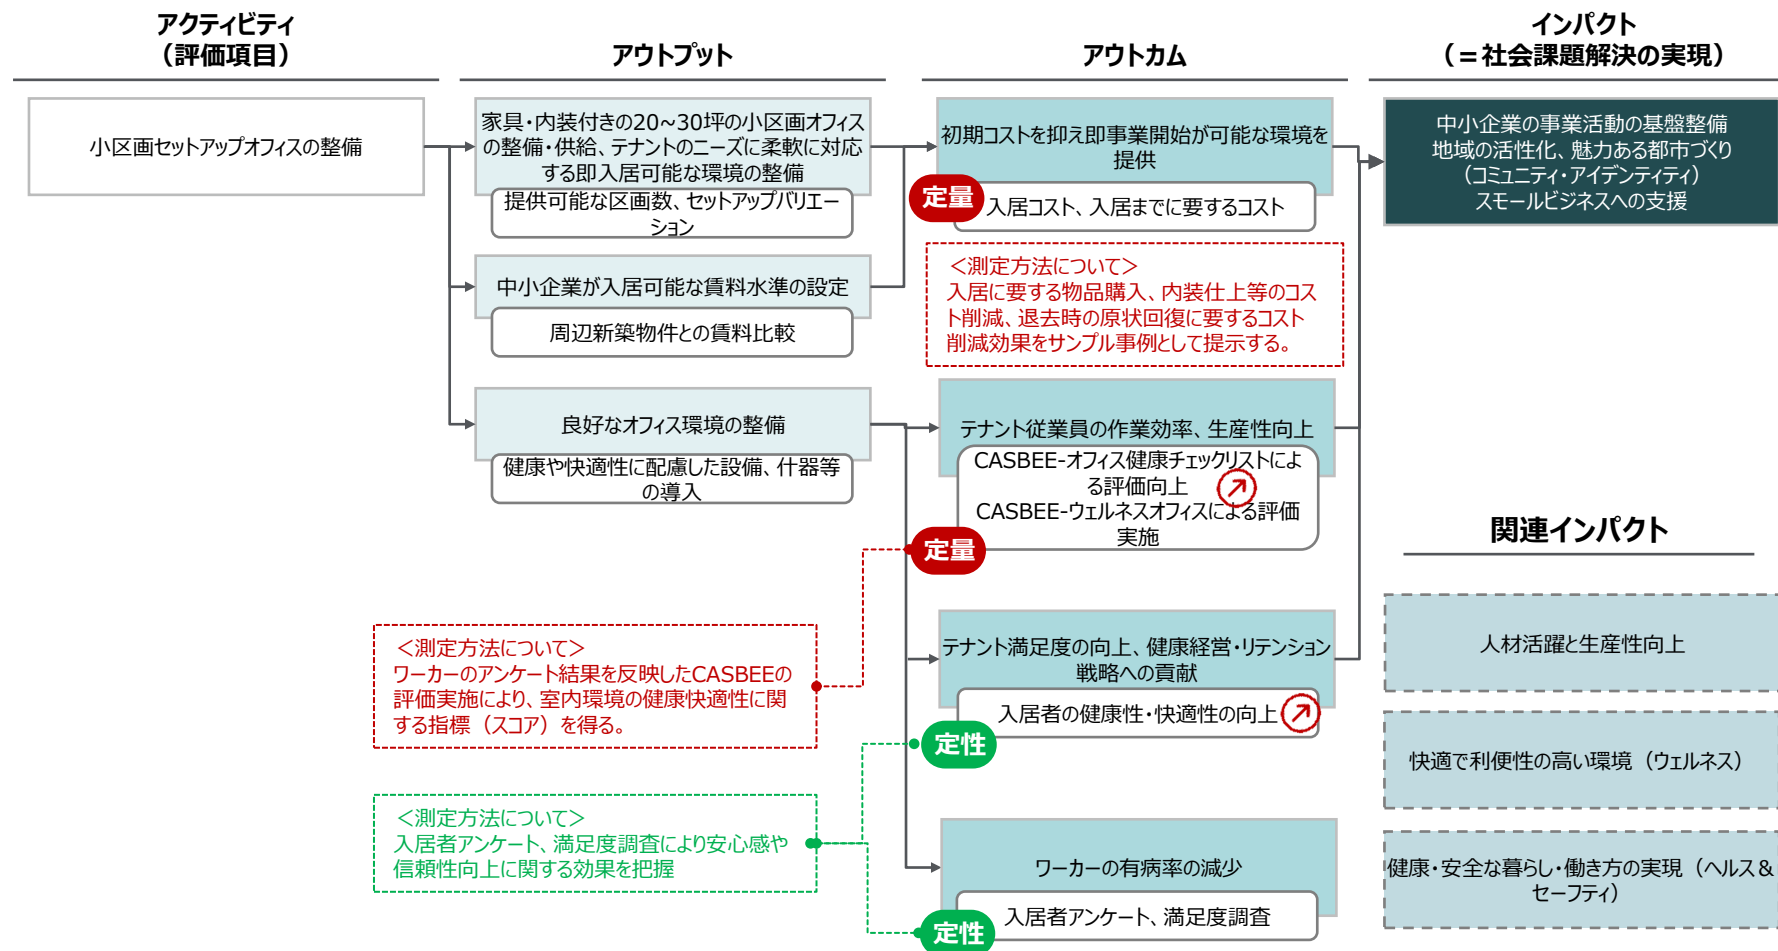 アクティビティ
（評価項目）
アウトプット
アウトカム
インパクト
（＝社会課題解決の実現）
小区画セットアップオフィスの整備
家具・内装付きの20~30坪の小区画オフィス
の整備・供給、テナントのニーズに柔軟に対応
する即入居可能な環境の整備
提供可能な区画数、セットアップバリエー
ション
中小企業が入居可能な賃料水準の設定
周辺新築物件との賃料比較
良好なオフィス環境の整備
健康や快適性に配慮した設備、什器等
の導入
初期コストを抑え即事業開始が可能な環境を
提供
定量
入居コスト、入居までに要するコスト
＜測定方法について＞
入居に要する物品購入、内装仕上等のコス
ト削減、退去時の原状回復に要するコスト
削減効果をサンプル事例として提示する。
テナント従業員の作業効率、生産性向上
CASBEE-オフィス健康チェックリストによ
る評価向上
CASBEE-ウェルネスオフィスによる評価
実施
定量
＜測定方法について＞
ワーカーのアンケート結果を反映したCASBEEの
評価実施により、室内環境の健康快適性に関
する指標（スコア）を得る。
テナント満足度の向上、健康経営・リテンション
戦略への貢献
入居者の健康性・快適性の向上
定性
＜測定方法について＞
入居者アンケート、満足度調査により安心感や
信頼性向上に関する効果を把握
ワーカーの有病率の減少
入居者アンケート、満足度調査
定性
中小企業の事業活動の基盤整備
地域の活性化、魅力ある都市づくり
（コミュニティ・アイデンティティ）
スモールビジネスへの支援
関連インパクト
人材活躍と生産性向上
快適で利便性の高い環境（ウェルネス）
健康・安全な暮らし・働き方の実現（ヘルス＆
セーフティ）